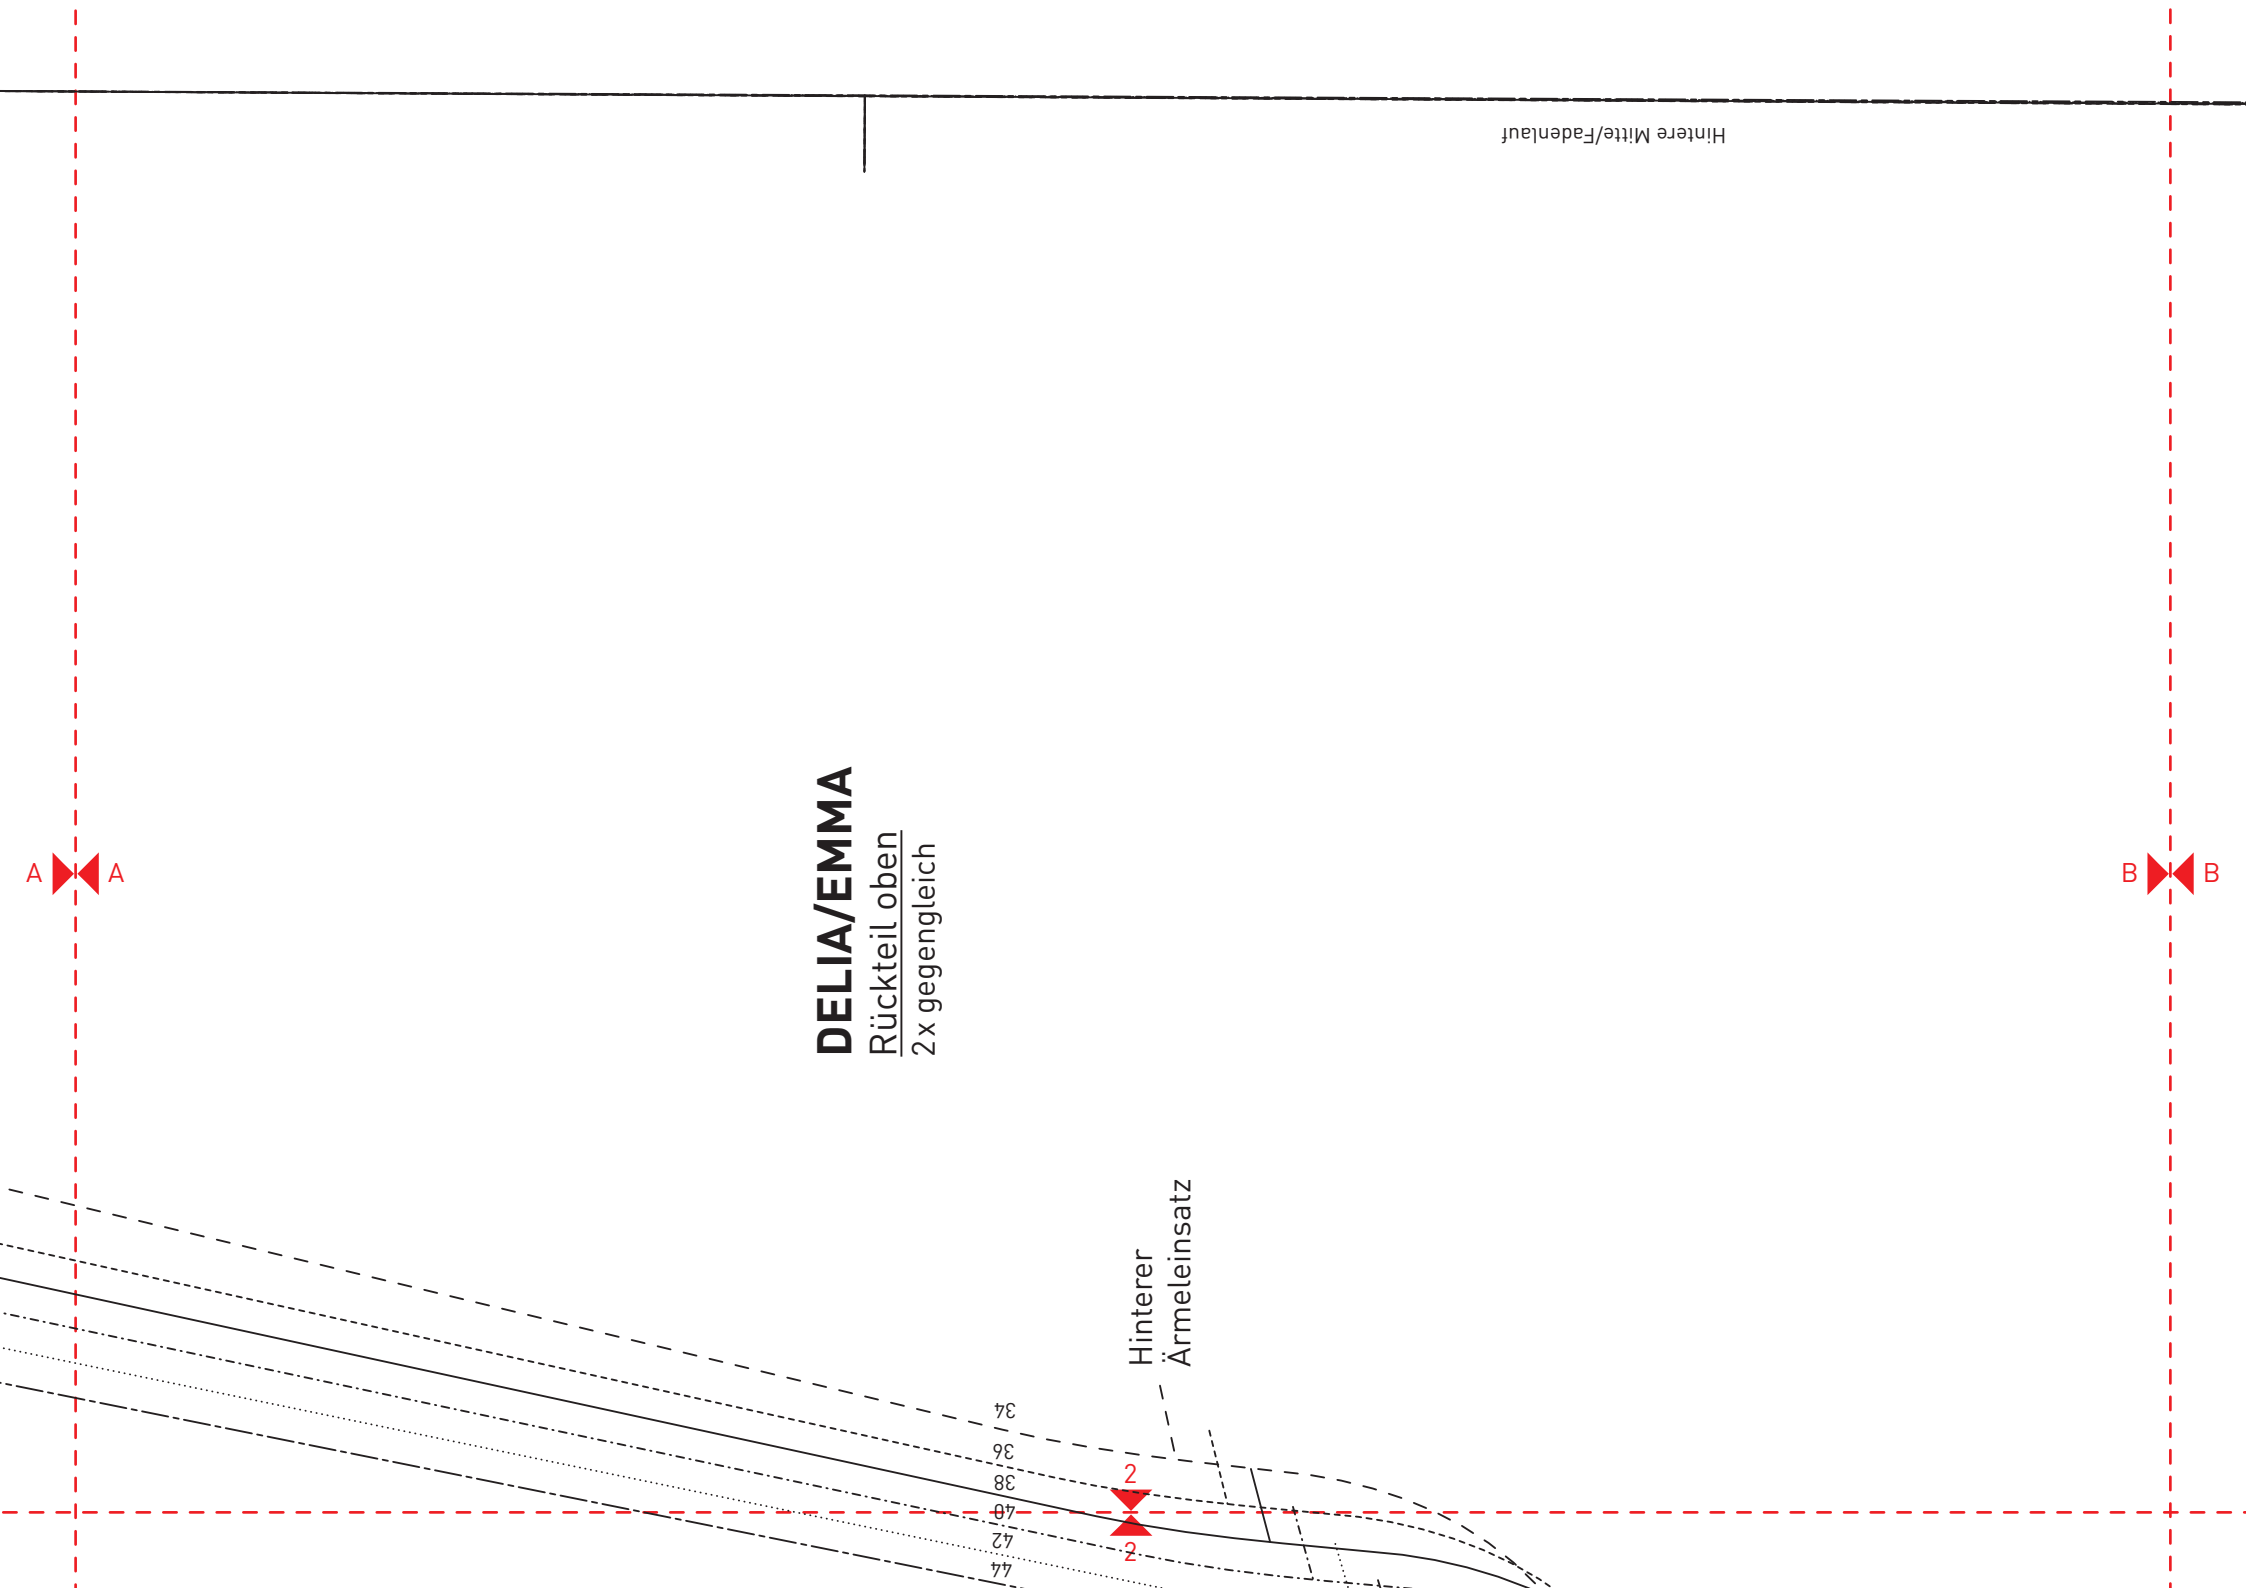 Hintere Mitte/Fadenlauf
A
A
B
B
DELIA/EMMA
Rückteil oben
2x gegengleich
Hinterer
Ärmeleinsatz
34
36
38
40
42
44
2
2